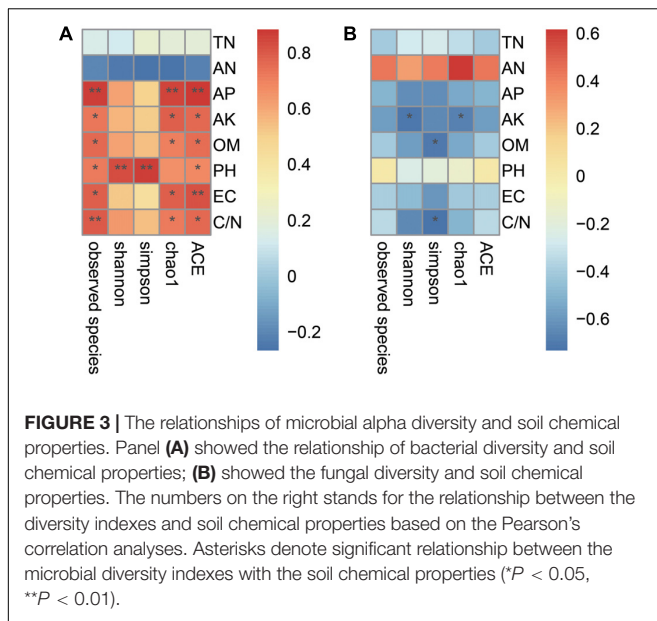 A
TN
AN
AP
** ** **
AK
* * *
OM
* * *
PH
* ** ** *
EC
* * **
C/N
** * *
observed species
shannon
simpson
chao1
ACE
0.8
0.6
0.4
0.2
0
−0.2
B
TN
AN
AP
AK
* *
OM
*
PH
EC
C/N
*
observed species
shannon
simpson
chao1
ACE
0.6
0.4
0.2
0
−0.2
−0.4
−0.6
FIGURE 3 | The relationships of microbial alpha diversity and soil chemical
properties. Panel (A) showed the relationship of bacterial diversity and soil
chemical properties; (B) showed the fungal diversity and soil chemical
properties. The numbers on the right stands for the relationship between the
diversity indexes and soil chemical properties based on the Pearson's
correlation analyses. Asterisks denote significant relationship between the
microbial diversity indexes with the soil chemical properties (*P < 0.05,
**P < 0.01).